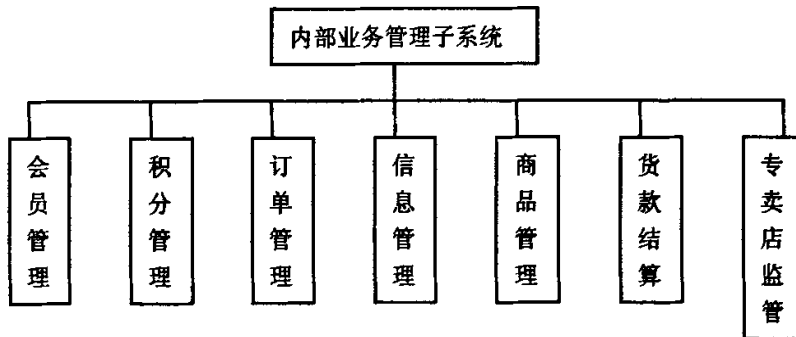 内部业务管理子系统
会员管理
积分管理
订单管理
信息管理
商品管理
货款结算
专卖店监管